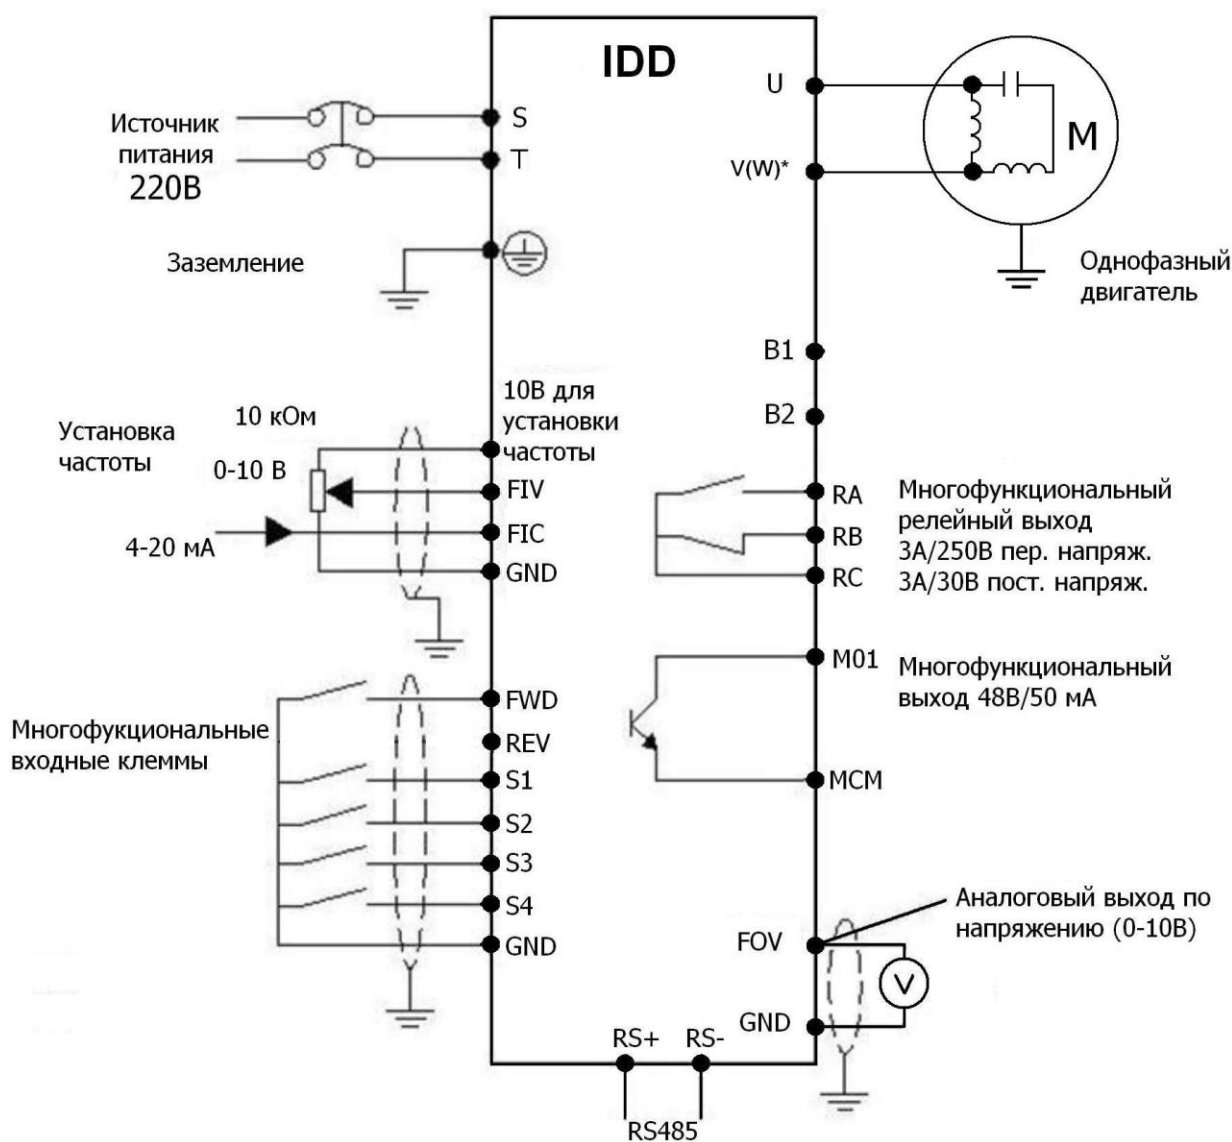 IDD
Источник
питания
220В
S
T
Заземление
U
V(W)*
M
Однофазный
двигатель
B1
B2
10В для
установки
частоты
10 кОм
Установка
частоты
0-10 В
4-20 мА
FIV
FIC
GND
RA
RB
RC
Многофункциональный
релейный выход
3А/250В пер. напряж.
3А/30В пост. напряж.
M01
MCM
Многофункциональный
выход 48В/50 мА
Многофукциональные
входные клеммы
FWD
REV
S1
S2
S3
S4
GND
FOV
GND
Аналоговый выход по
напряжению (0-10В)
V
RS+ RS-
RS485